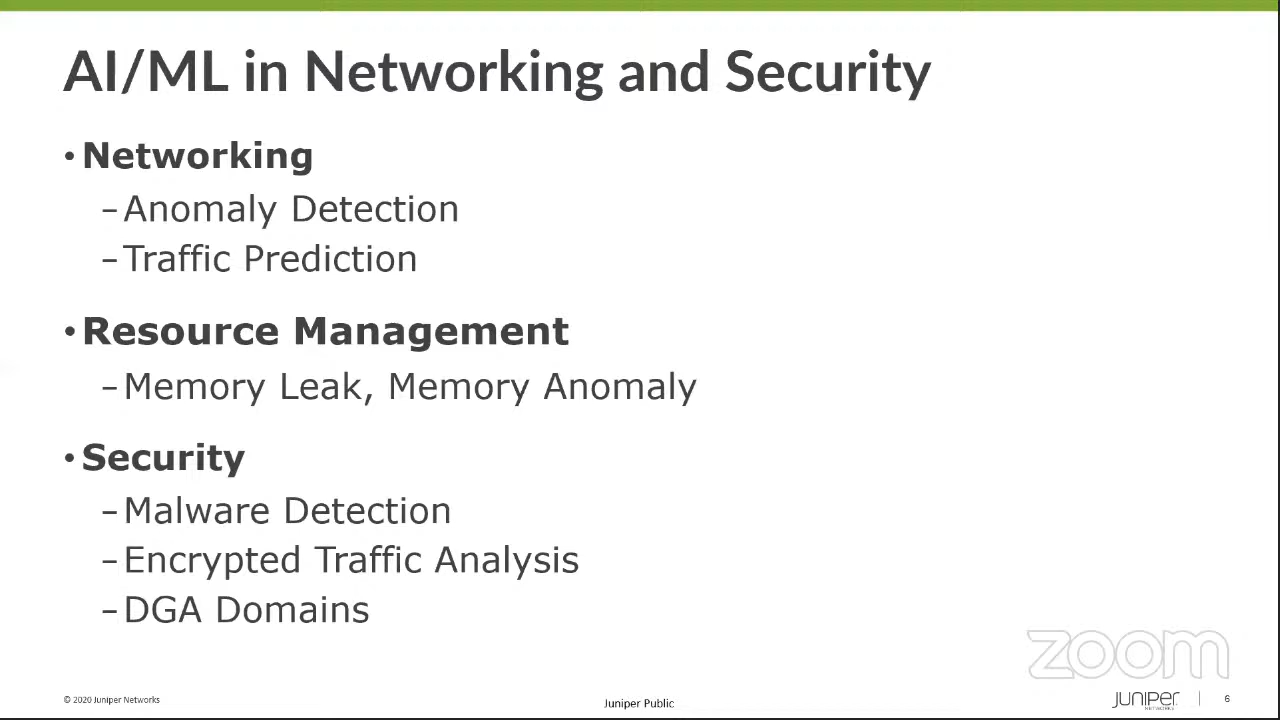 AI/ML in Networking and Security
• Networking
– Anomaly Detection
– Traffic Prediction
• Resource Management
– Memory Leak, Memory Anomaly
• Security
– Malware Detection
– Encrypted Traffic Analysis
– DGA Domains
zoom
© 2020 Juniper Networks
Juniper Public
JUNIPER
NETWORKS
6